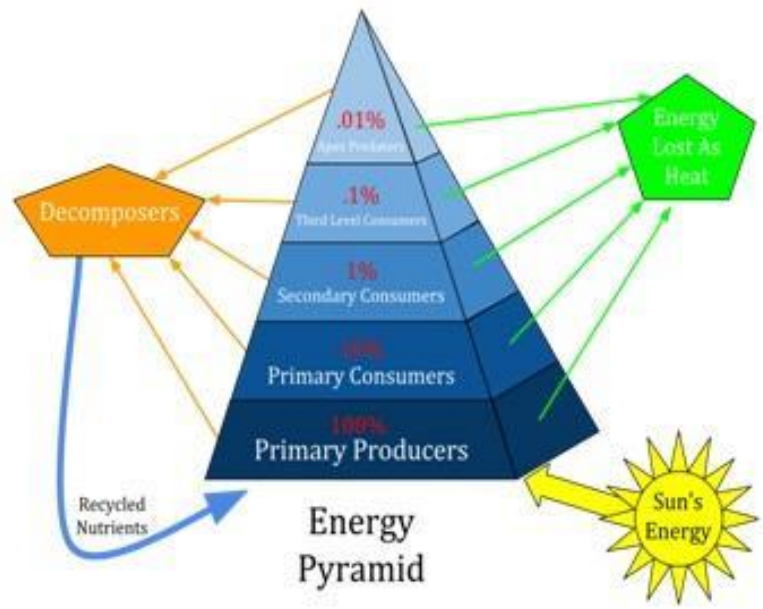 .01%
Apex Predators
.1%
Third Level Consumers
1%
Secondary Consumers
10%
Primary Consumers
100%
Primary Producers
Decomposers
Energy
Lost As
Heat
Recycled
Nutrients
Sun's
Energy
Energy
Pyramid